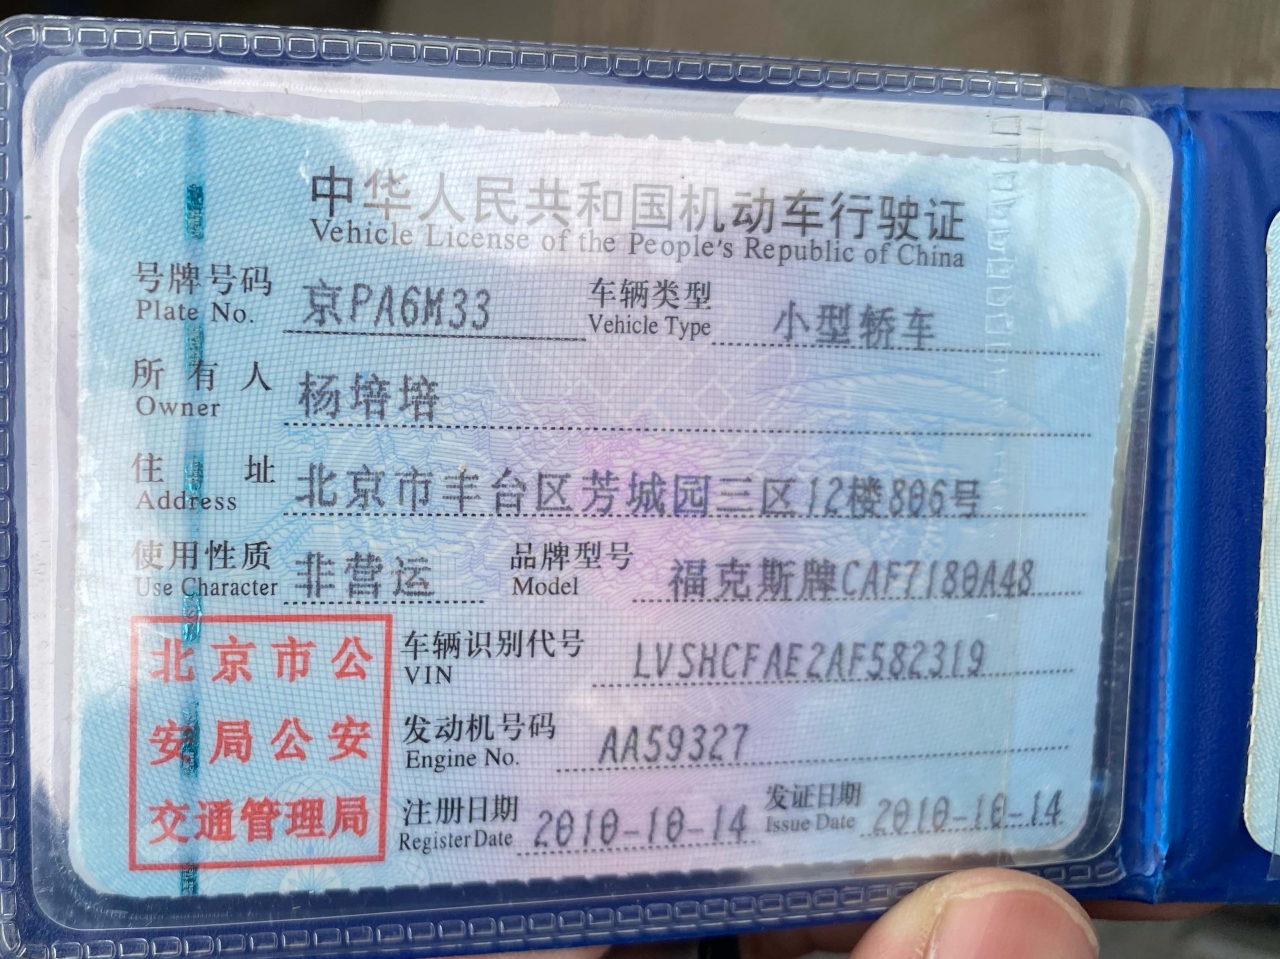 中华人民共和国机动车行驶证
Vehicle License of the People's Republic of China
号牌号码 京PA6M33 车辆类型 小型轿车
Plate No. Vehicle Type
所有人 杨培培
Owner
住址 北京市丰台区芳城园三区12楼806号
Address
使用性质 非营运 品牌型号 福克斯牌CAF7180A48
Use Character Model
北京市公
安局公安
交通管理局
车辆识别代号 LVSHCFAE2AF582319
VIN
发动机号码 AA59327
Engine No.
注册日期 2010-10-14 发证日期 2010-10-14
Register Date Issue Date